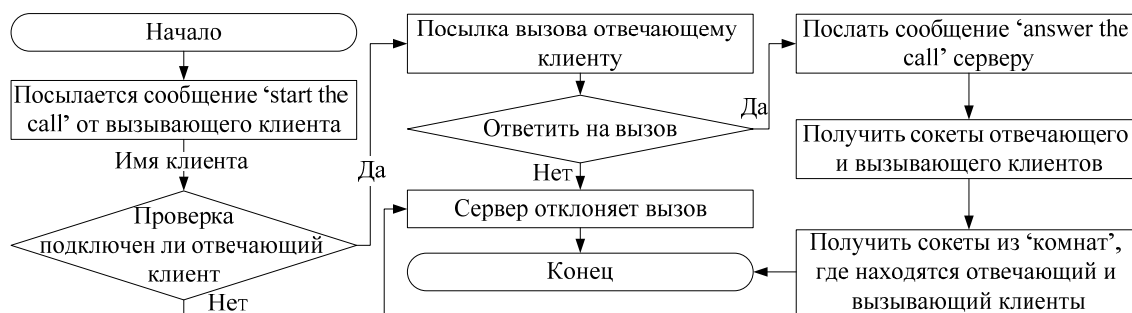 Начало
Посылается сообщение ‘start the
call’ от вызывающего клиента
Имя клиента
Проверка
подключен ли отвечающий
клиент
Нет
Да
Посылка вызова отвечающему
клиенту
Ответить на вызов
Да
Нет
Сервер отклоняет вызов
Конец
Послать сообщение ‘answer the
call’ серверу
Получить сокеты отвечающего
и вызывающего клиентов
Получить сокеты из ‘комнат’,
где находятся отвечающий и
вызывающий клиенты